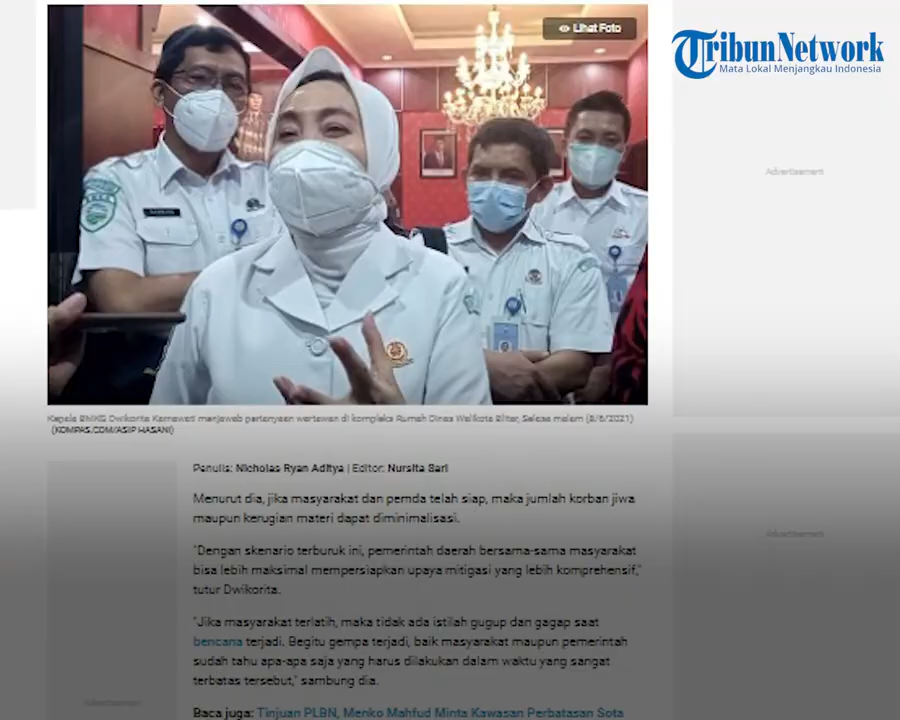 Lihat Foto
TribunNetwork
Mata Lokal Menjangkau Indonesia
Advertisement
Kepala BMKG Dwikorita Karnawati menjawab pertanyaan wartawan di kompleks Rumah Dinas Walikota Blitar, Selasa malam (8/6/2021)
(KOMPAS.COM/ASIP HASANI)
Penulis: Nicholas Ryan Aditya | Editor: Nursita Sari
Menurut dia, jika masyarakat dan pemda telah siap, maka jumlah korban jiwa
maupun kerugian materi dapat diminimalisasi.
Advertisement
"Dengan skenario terburuk ini, pemerintah daerah bersama-sama masyarakat
bisa lebih maksimal mempersiapkan upaya mitigasi yang lebih komprehensif,"
tutur Dwikorita.
"Jika masyarakat terlatih, maka tidak ada istilah gugup dan gagap saat
bencana terjadi. Begitu gempa terjadi, baik masyarakat maupun pemerintah
sudah tahu apa-apa saja yang harus dilakukan dalam waktu yang sangat
terbatas tersebut," sambung dia.
Advertisement
Baca juga: Tinjuan PLBN, Menko Mahfud Minta Kawasan Perbatasan Sota